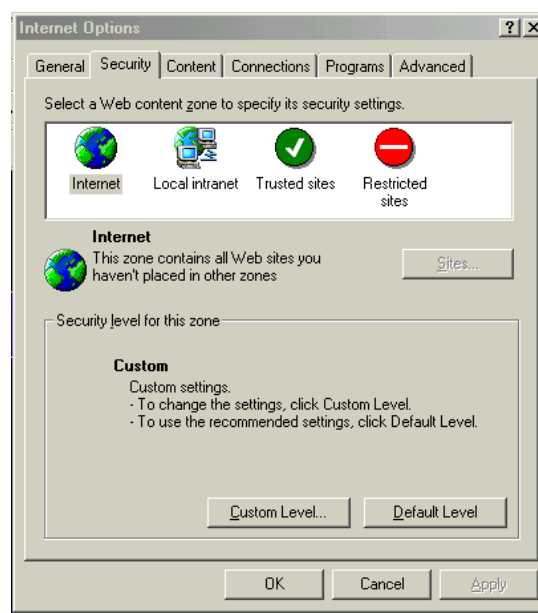 Internet Options
General Security Content Connections Programs Advanced
Select a Web content zone to specify its security settings.
Internet Local intranet Trusted sites Restricted
sites
Internet
This zone contains all Web sites you
haven't placed in other zones
Sites...
Security level for this zone
Custom
Custom settings.
- To change the settings, click Custom Level.
- To use the recommended settings, click Default Level.
Custom Level... Default Level
OK Cancel Apply